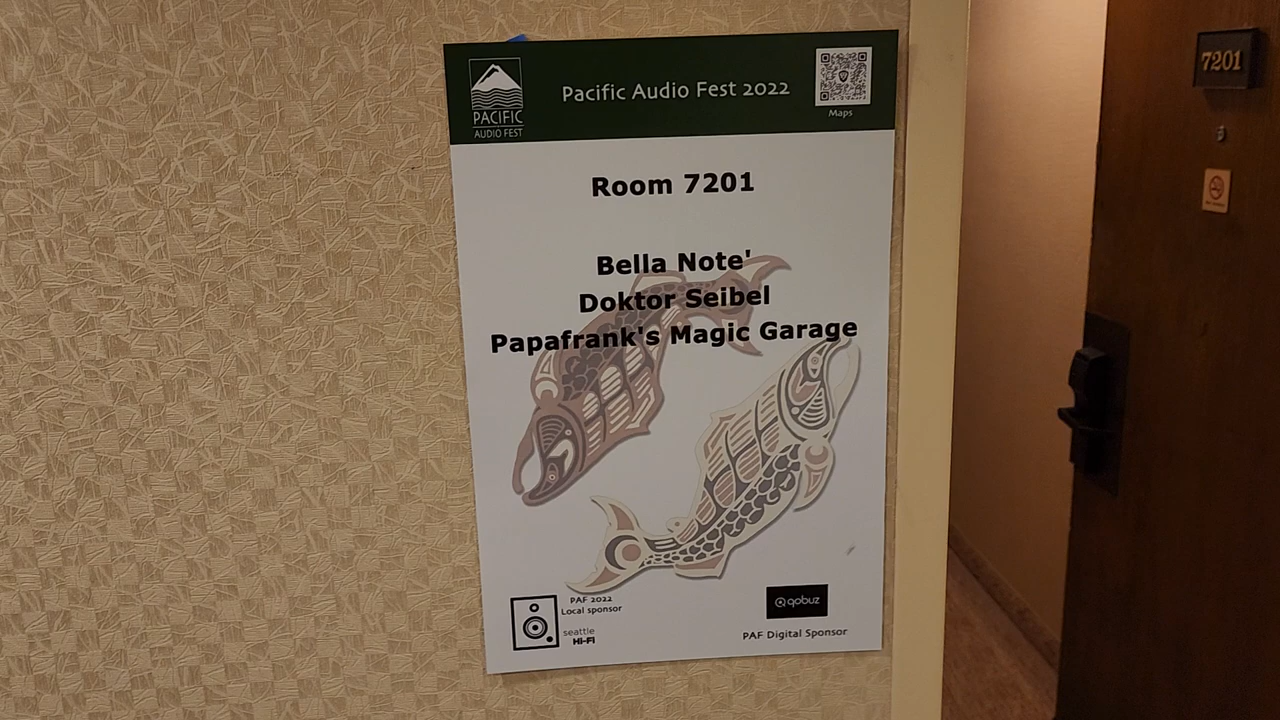 PACIFIC
AUDIO FEST
Pacific Audio Fest 2022
Maps
Room 7201
Bella Note'
Doktor Seibel
Papafrank's Magic Garage
PAF 2022
Local sponsor
seattle
Hi-Fi
qobuz
PAF Digital Sponsor
7201